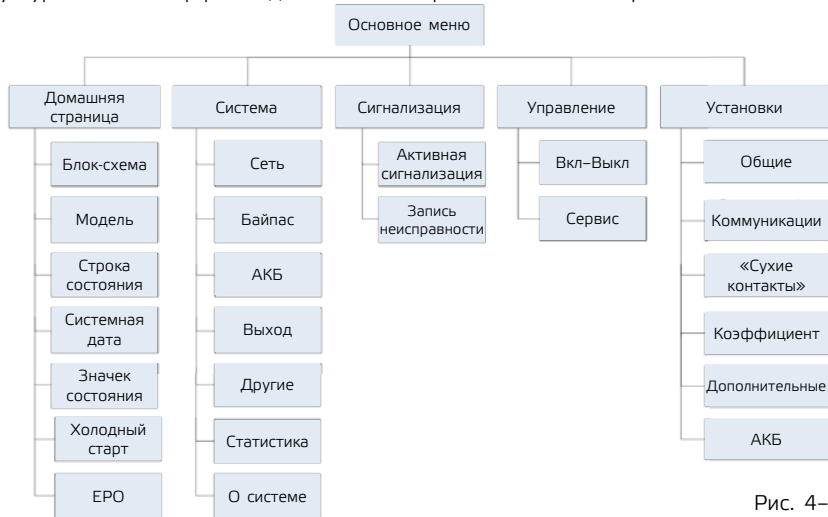 Основное меню
Домашняя
страница
Система
Сигнализация
Управление
Установки
Блок-схема
Модель
Строка
состояния
Системная
дата
Значек
состояния
Холодный
старт
EPO
Сеть
Байпас
АКБ
Выход
Другие
Статистика
О системе
Активная
сигнализация
Запись
неисправности
Вкл–Выкл
Сервис
Общие
Коммуникации
«Сухие
контакты»
Коэффициент
Дополнительные
АКБ
Рис. 4–